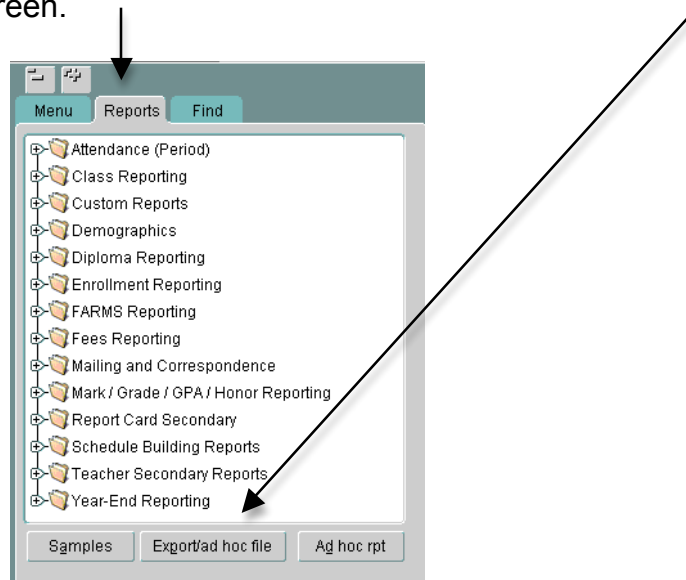 reen.
Menu Reports Find
Attendance (Period)
Class Reporting
Custom Reports
Demographics
Diploma Reporting
Enrollment Reporting
FARMS Reporting
Fees Reporting
Mailing and Correspondence
Mark / Grade / GPA / Honor Reporting
Report Card Secondary
Schedule Building Reports
Teacher Secondary Reports
Year-End Reporting
Samples Export/ad hoc file Ad hoc rpt